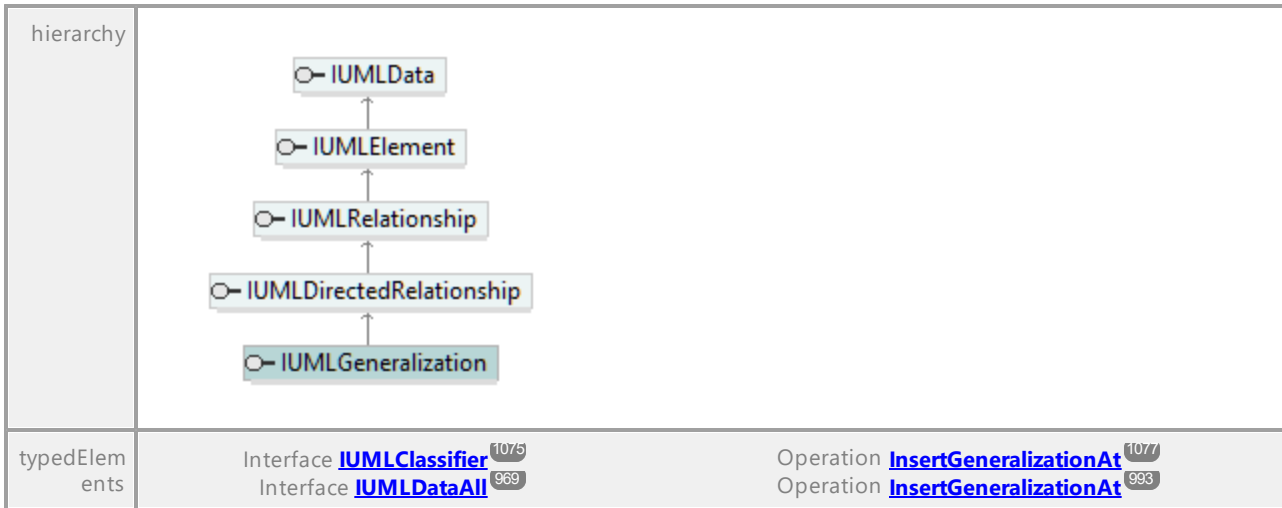 hierarchy
IUMLData
IUMLElement
IUMLRelationship
IUMLDirectedRelationship
IUMLGeneralization
typedElem
ents
Interface IUMLClassifier 1075 Operation InsertGeneralizationAt 1077
Interface IUMLDataAll 969 Operation InsertGeneralizationAt 993